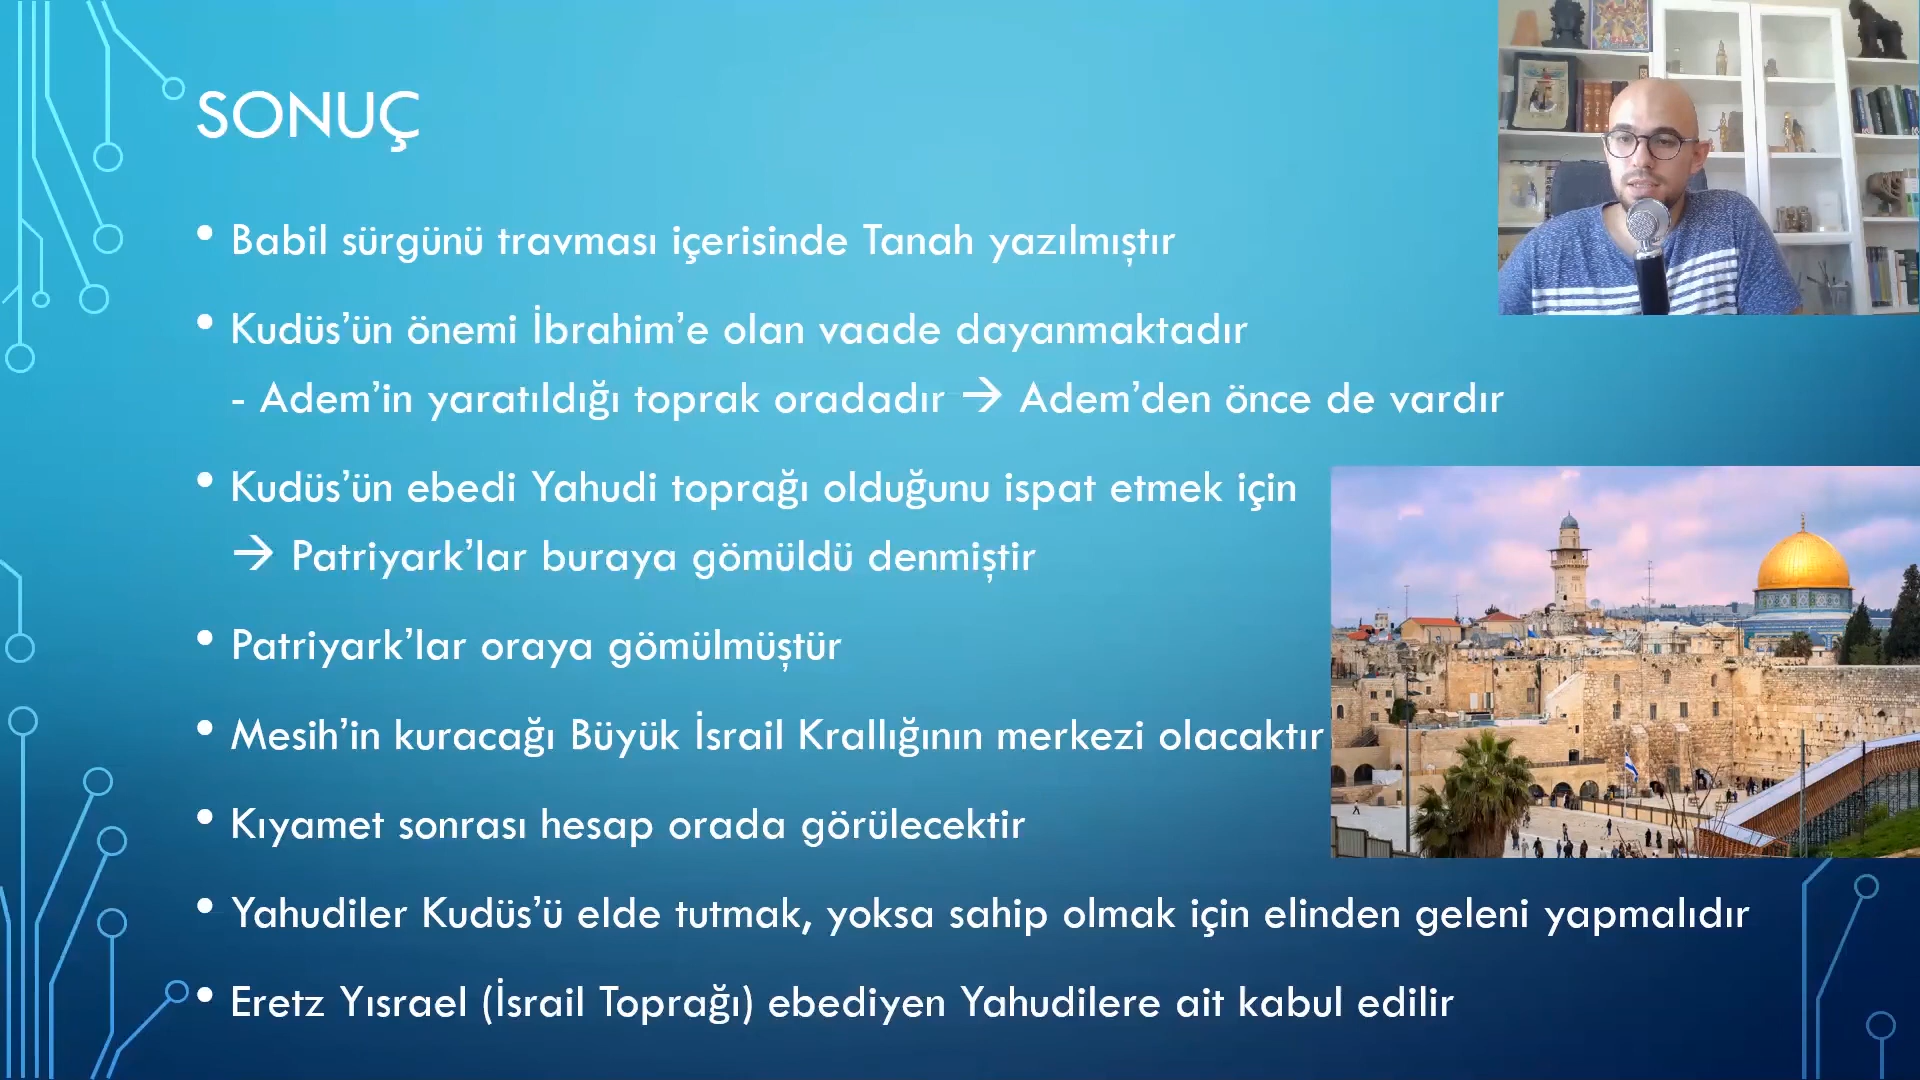 SONUÇ
• Babil sürgünü travması içerisinde Tanah yazılmıştır
• Kudüs’ün önemi İbrahim’e olan vaade dayanmaktadır
- Adem’in yaratıldığı toprak oradadır → Adem’den önce de vardır
• Kudüs’ün ebedi Yahudi toprağı olduğunu ispat etmek için
→ Patriyark’lar buraya gömüldü denmiştir
• Patriyark’lar oraya gömülmüştür
• Mesih’in kuracağı Büyük İsrail Krallığının merkezi olacaktır
• Kıyamet sonrası hesap orada görülecektir
• Yahudiler Kudüs’ü elde tutmak, yoksa sahip olmak için elinden geleni yapmalıdır
• Eretz Yısrael (İsrail Toprağı) ebediyen Yahudilere ait kabul edilir